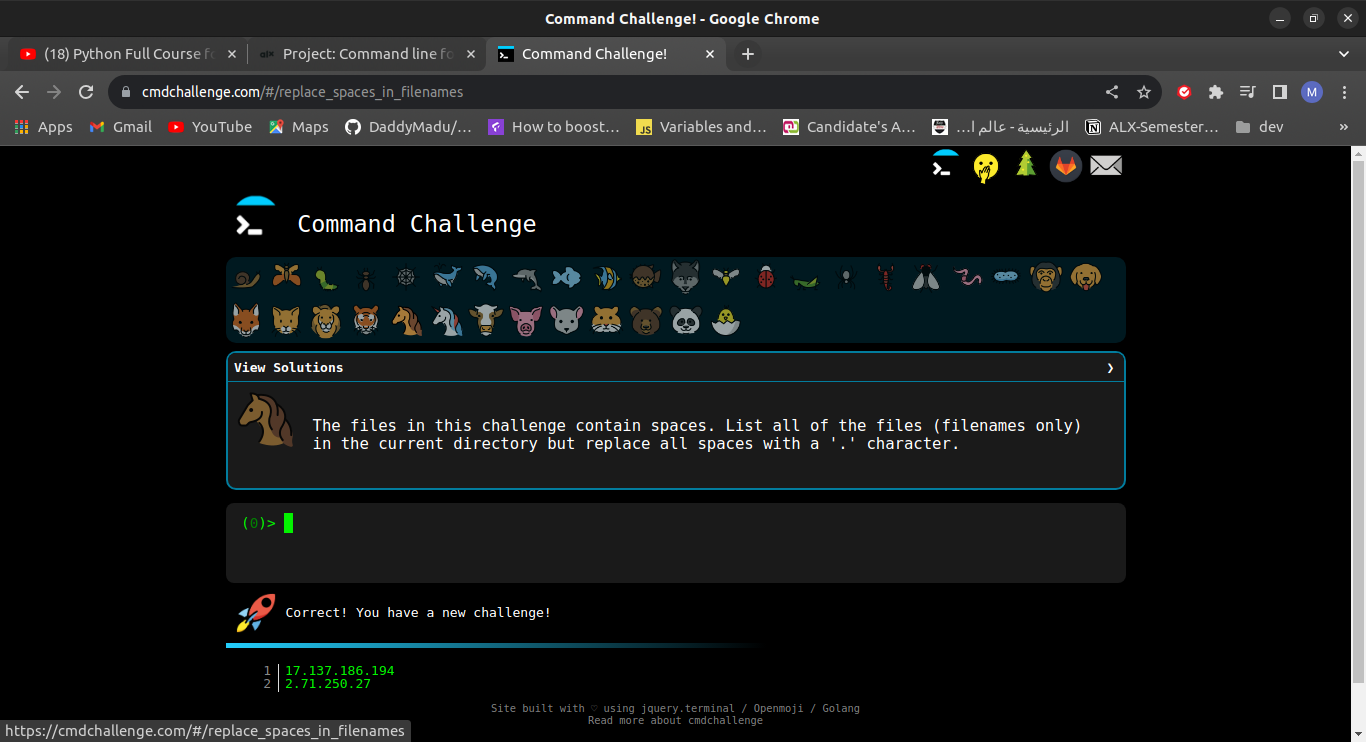 Command Challenge! - Google Chrome
(18) Python Full Course fo
Project: Command line fo
Command Challenge!
cmdchallenge.com/#/replace_spaces_in_filenames
M
Apps
Gmail
YouTube
Maps
DaddyMadu/…
How to boost…
JS
Variables and…
Candidate's A…
الرئيسية - عالم ا…
ALX-Semester…
dev
»
Command Challenge
View Solutions
The files in this challenge contain spaces. List all of the files (filenames only)
in the current directory but replace all spaces with a '.' character.
(0)>
Correct! You have a new challenge!
1 17.137.186.194
2 2.71.250.27
Site built with ♡ using jquery.terminal / Openmoji / Golang
Read more about cmdchallenge
https://cmdchallenge.com/#/replace_spaces_in_filenames